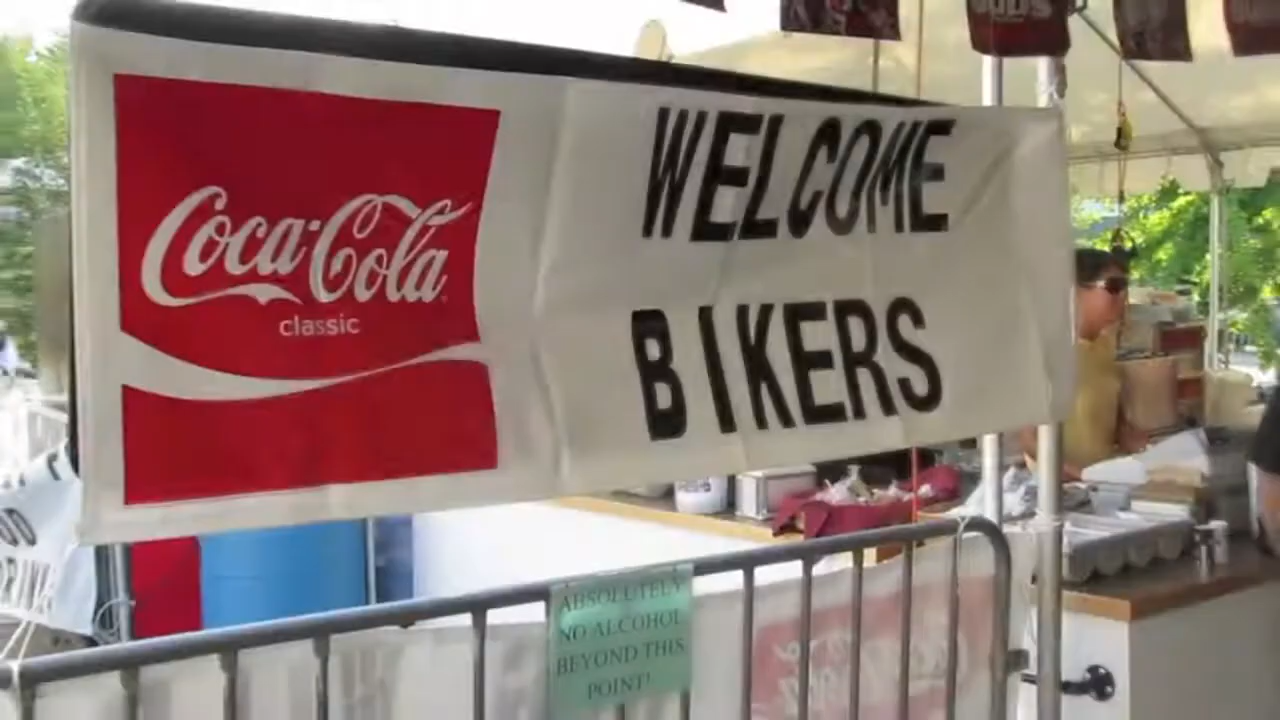 Coca-Cola
classic
WELCOME
BIKERS
ABSOLUTELY
NO ALCOHOL
BEYOND THIS
POINT!